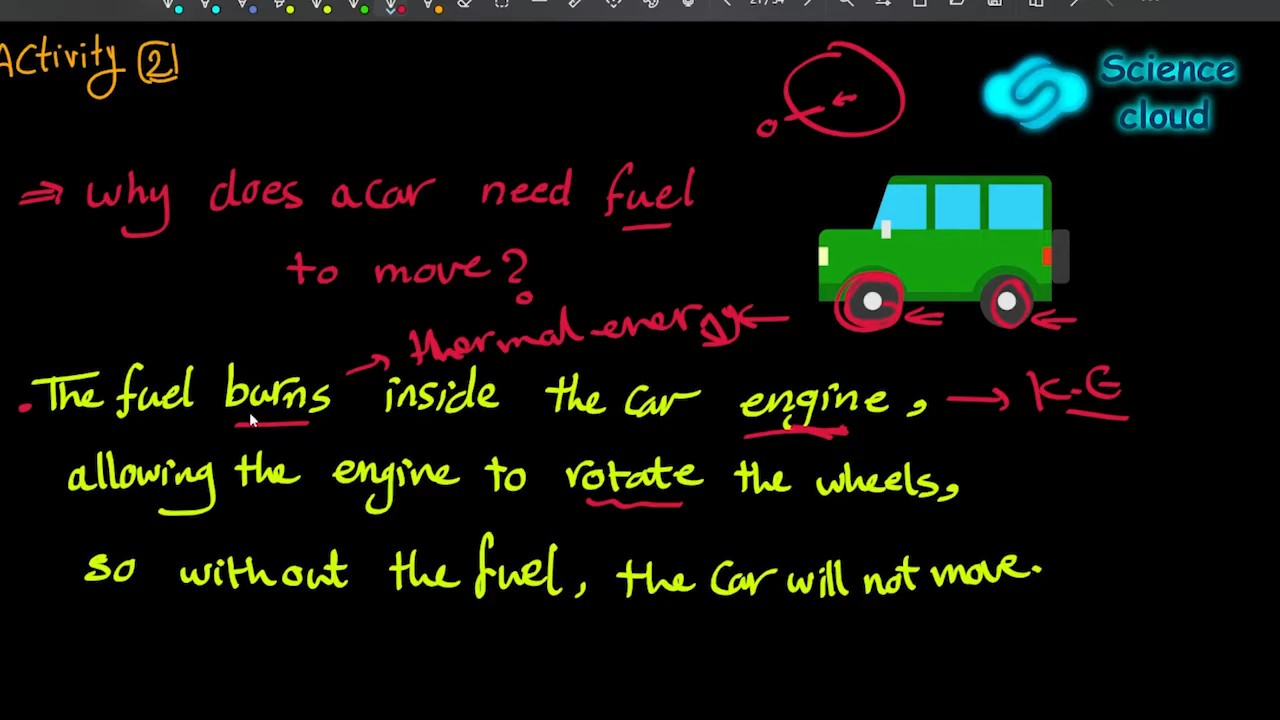 Activity 2
Science
cloud
⇒ why does a car need fuel
to move?
→ thermal energy ←
. The fuel burns inside the car engine, → K.E
allowing the engine to rotate the wheels,
so without the fuel, the car will not move.